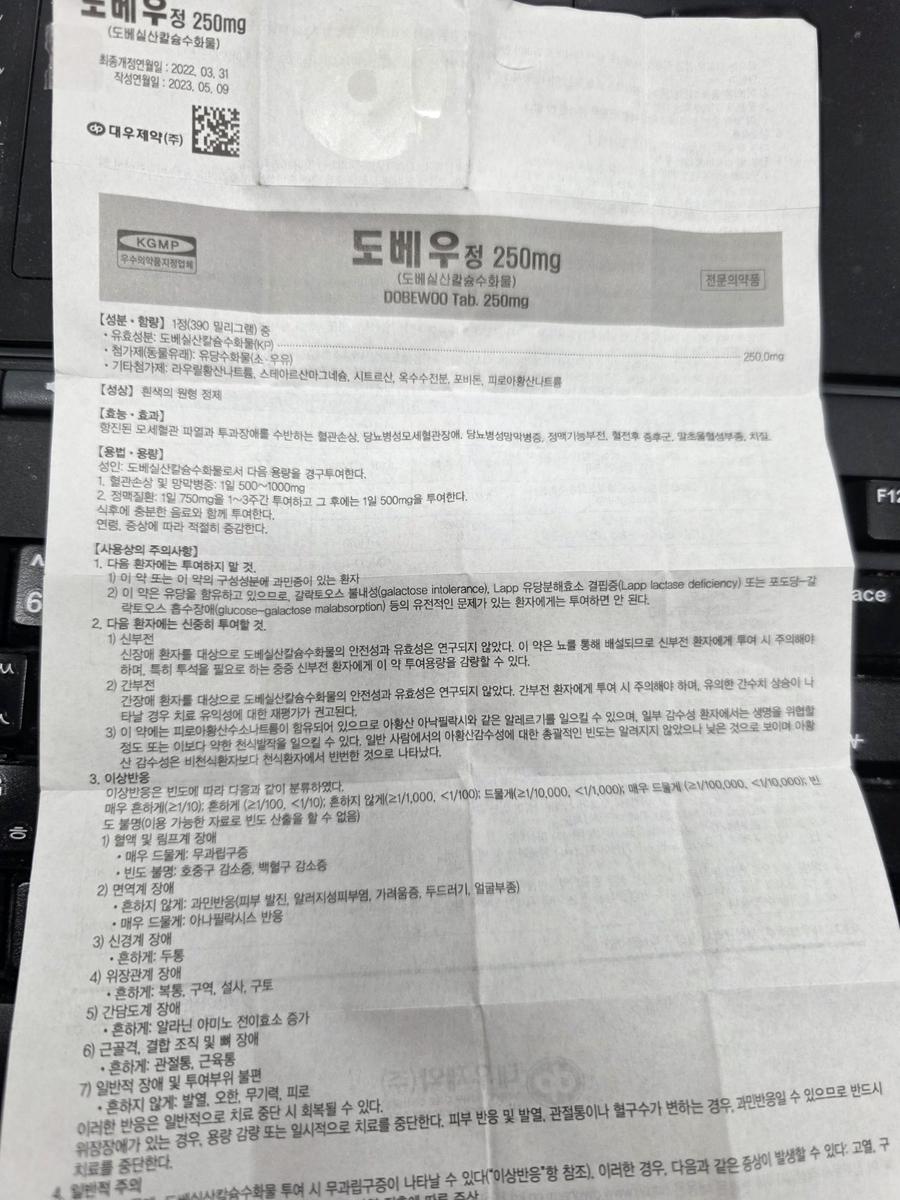 도베우정 250mg
(도베실산칼슘수화물)
최종개정연월일 : 2022. 03. 31
작성연월일 : 2023. 05. 09
대우제약(주)
KGMP
우수의약품지정업체
도베우정 250mg
(도베실산칼슘수화물)
DOBEWOO Tab. 250mg
전문의약품
【성분·함량】 1정(390 밀리그램) 중
• 유효성분: 도베실산칼슘수화물(KP) 250.0mg
• 첨가제(동물유래): 유당수화물(소·우유)
• 기타첨가제: 라우릴황산나트륨, 스테아르산마그네슘, 시트르산, 옥수수전분, 포비돈, 피로아황산나트륨
【성상】 흰색의 원형 정제
【효능·효과】
항진된 모세혈관 파열과 투과장애를 수반하는 혈관손상, 당뇨병성모세혈관장애, 당뇨병성망막병증, 정맥기능부전, 혈전후 증후군, 말초울혈성부종, 치질.
【용법·용량】
성인: 도베실산칼슘수화물로서 다음 용량을 경구투여한다.
1. 혈관손상 및 망막병증: 1일 500~1000mg
2. 정맥질환: 1일 750mg을 1~3주간 투여하고 그 후에는 1일 500mg을 투여한다.
식후에 충분한 음료와 함께 투여한다.
연령, 증상에 따라 적절히 증감한다.
【사용상의 주의사항】
1. 다음 환자에는 투여하지 말 것.
1) 이 약 또는 이 약의 구성성분에 과민증이 있는 환자
2) 이 약은 유당을 함유하고 있으므로, 갈락토오스 불내성(galactose intolerance), Lapp 유당분해효소 결핍증(Lapp lactase deficiency) 또는 포도당–갈
락토오스 흡수장애(glucose–galactose malabsorption) 등의 유전적인 문제가 있는 환자에게는 투여하면 안 된다.
2. 다음 환자에는 신중히 투여할 것.
1) 신부전
신장애 환자를 대상으로 도베실산칼슘수화물의 안전성과 유효성은 연구되지 않았다. 이 약은 뇨를 통해 배설되므로 신부전 환자에게 투여 시 주의해야
하며, 특히 투석을 필요로 하는 중증 신부전 환자에게 이 약 투여용량을 감량할 수 있다.
2) 간부전
간장애 환자를 대상으로 도베실산칼슘수화물의 안전성과 유효성은 연구되지 않았다. 간부전 환자에게 투여 시 주의해야 하며, 유의한 간수치 상승이 나
타날 경우 치료 유익성에 대한 재평가가 권고된다.
3) 이 약에는 피로아황산수소나트륨이 함유되어 있으므로 아황산 아낙필락시와 같은 알레르기를 일으킬 수 있으며, 일부 감수성 환자에서는 생명을 위협할
정도 또는 이보다 약한 천식발작을 일으킬 수 있다. 일반 사람에서의 아황산감수성에 대한 총괄적인 빈도는 알려지지 않았으나 낮은 것으로 보이며 아황
산 감수성은 비천식환자보다 천식환자에서 빈번한 것으로 나타났다.
3. 이상반응
이상반응은 빈도에 따라 다음과 같이 분류하였다.
매우 흔하게(≥1/10); 흔하게 (≥1/100, <1/10); 흔하지 않게(≥1/1,000, <1/100); 드물게(≥1/10,000, <1/1,000); 매우 드물게 (≥1/100,000, <1/10,000); 빈
도 불명(이용 가능한 자료로 빈도 산출을 할 수 없음)
1) 혈액 및 림프계 장애
• 매우 드물게: 무과립구증
• 빈도 불명: 호중구 감소증, 백혈구 감소증
2) 면역계 장애
• 흔하지 않게: 과민반응(피부 발진, 알러지성피부염, 가려움증, 두드러기, 얼굴부종)
• 매우 드물게: 아나필락시스 반응
3) 신경계 장애
• 흔하게: 두통
4) 위장관계 장애
• 흔하게: 복통, 구역, 설사, 구토
5) 간담도계 장애
• 흔하게: 알라닌 아미노 전이효소 증가
6) 근골격, 결합 조직 및 뼈 장애
• 흔하게: 관절통, 근육통
7) 일반적 장애 및 투여부위 불편
• 흔하지 않게: 발열, 오한, 무기력, 피로
이러한 반응은 일반적으로 치료 중단 시 회복될 수 있다.
위장장애가 있는 경우, 용량 감량 또는 일시적으로 치료를 중단한다. 피부 반응 및 발열, 관절통이나 혈구수가 변하는 경우, 과민반응일 수 있으므로 반드시
치료를 중단한다.
4. 일반적 주의
도베실산칼슘수화물 투여 시 무과립구증이 나타날 수 있다("이상반응"항 참조). 이러한 경우, 다음과 같은 증상이 발생할 수 있다: 고열, 구
F12
6
ㅎ